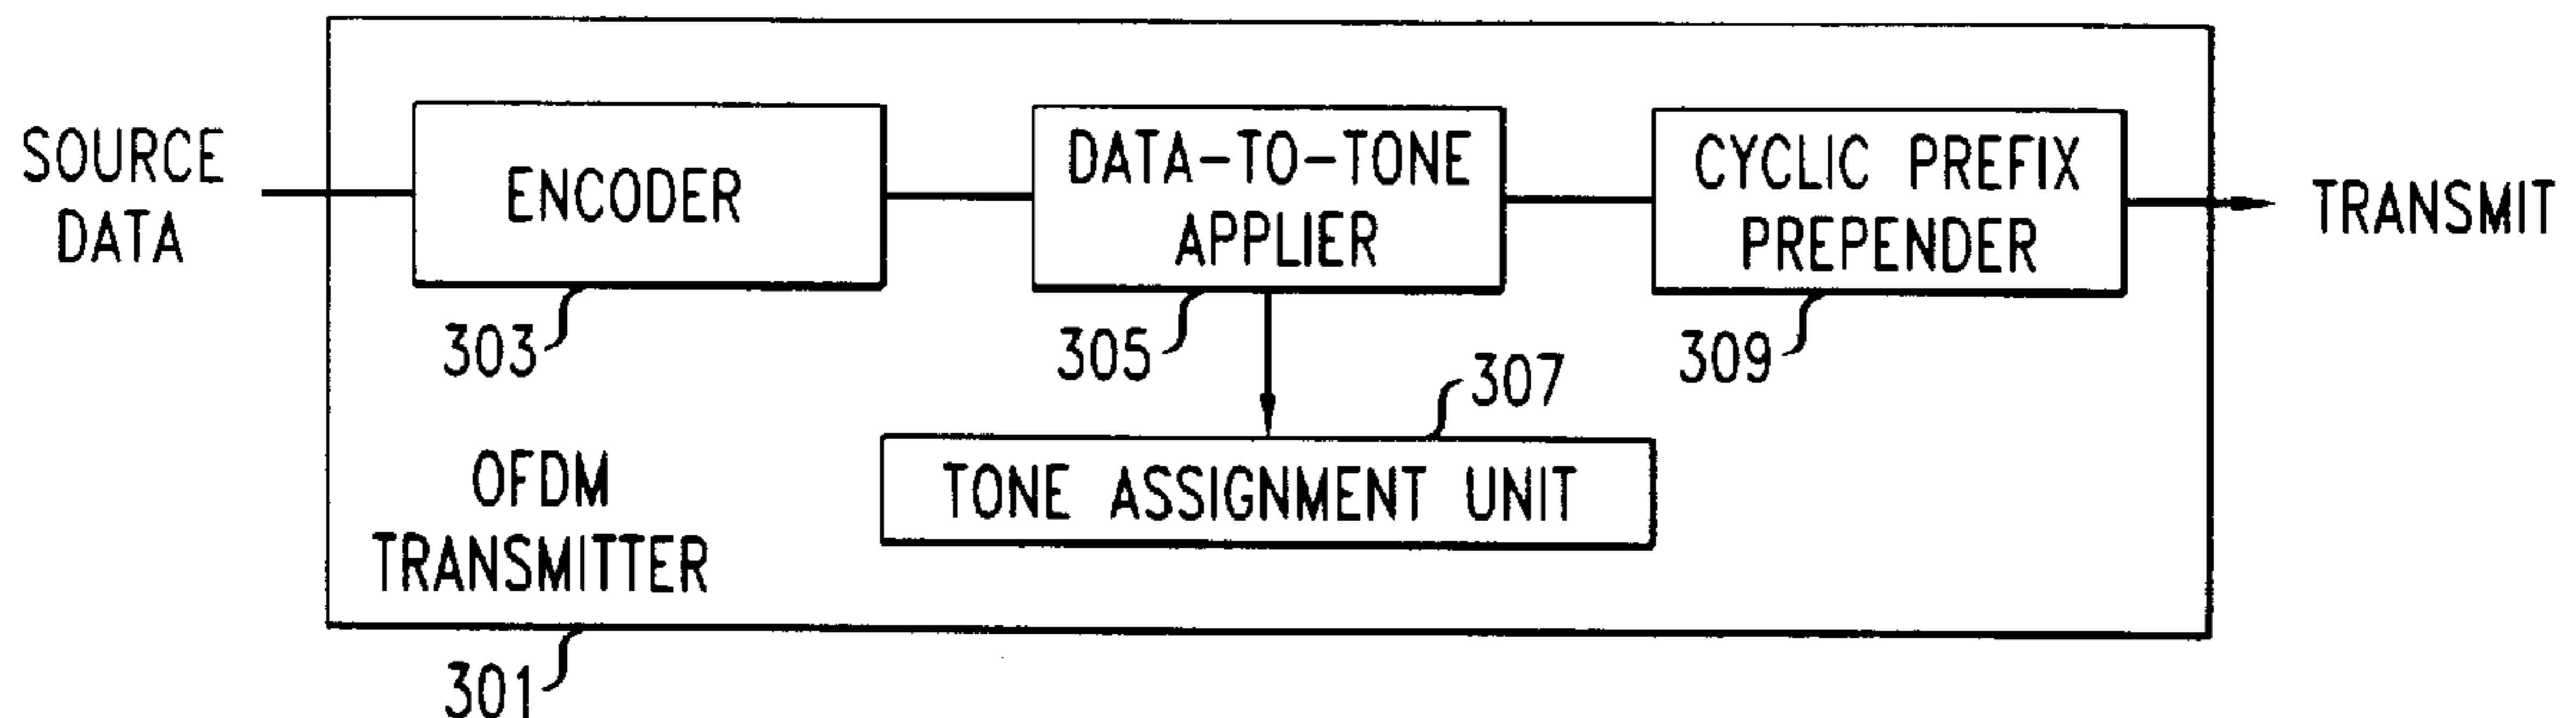 SOURCE
DATA
ENCODER
303
DATA-TO-TONE
APPLIER
305
CYCLIC PREFIX
PREPENDER
309
TRANSMIT
307
TONE ASSIGNMENT UNIT
OFDM
TRANSMITTER
301